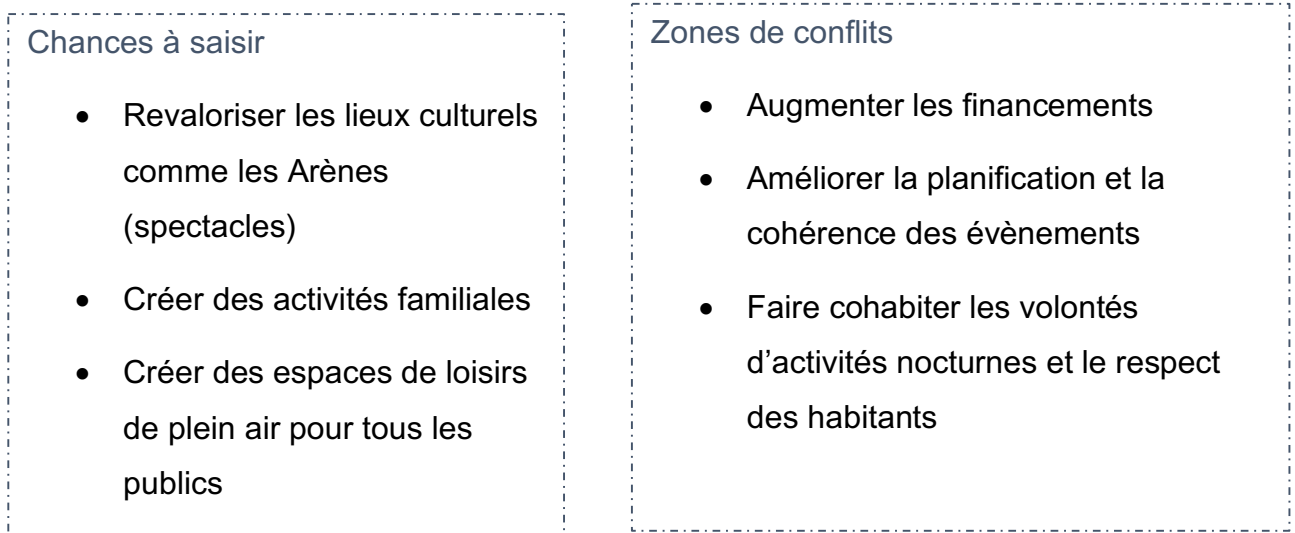 Chances à saisir
• Revaloriser les lieux culturels
comme les Arènes
(spectacles)
• Créer des activités familiales
• Créer des espaces de loisirs
de plein air pour tous les
publics
Zones de conflits
• Augmenter les financements
• Améliorer la planification et la
cohérence des évènements
• Faire cohabiter les volontés
d’activités nocturnes et le respect
des habitants